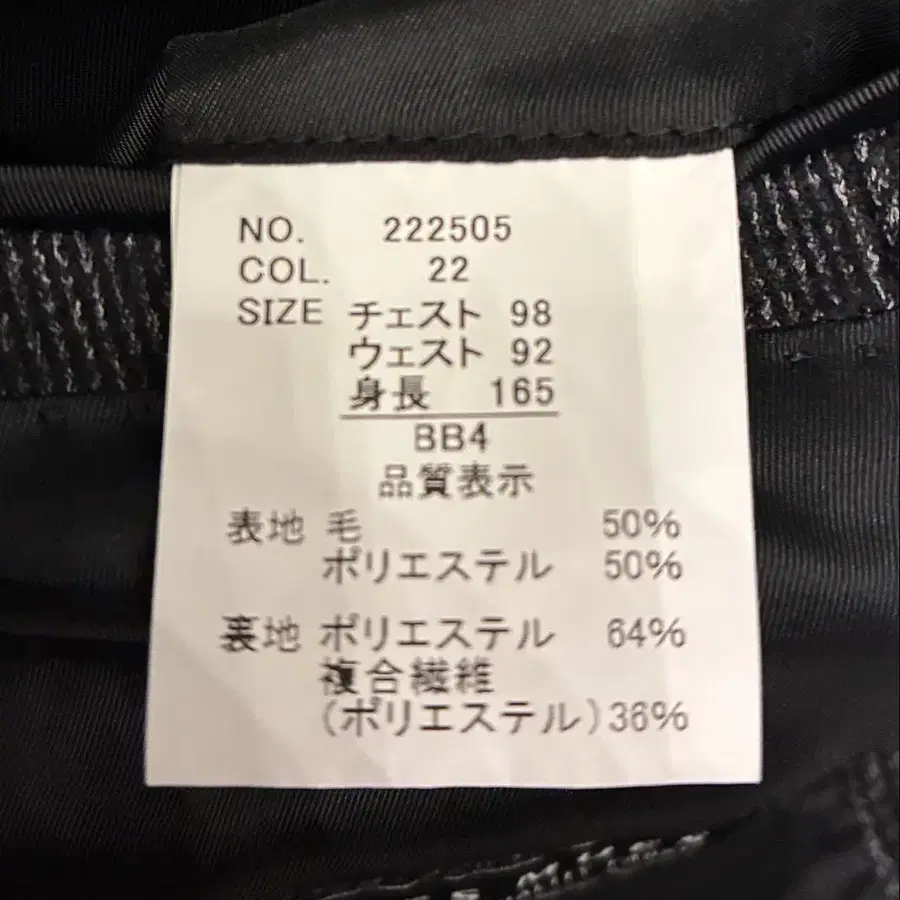 NO. 222505
COL. 22
SIZE チェスト 98
ウェスト 92
身長 165
BB4
品質表示
表地 毛 50%
ポリエステル 50%
裏地 ポリエステル 64%
複合繊維
(ポリエステル)36%